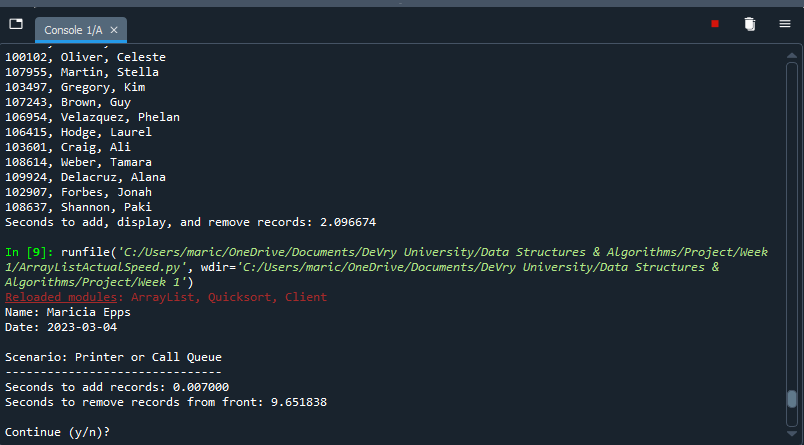 Console 1/A
100102, Oliver, Celeste
107955, Martin, Stella
103497, Gregory, Kim
107243, Brown, Guy
106954, Velazquez, Phelan
106415, Hodge, Laurel
103601, Craig, Ali
108614, Weber, Tamara
109924, Delacruz, Alana
102907, Forbes, Jonah
108637, Shannon, Paki
Seconds to add, display, and remove records: 2.096674
In [9]: runfile('C:/Users/maric/OneDrive/Documents/DeVry University/Data Structures & Algorithms/Project/Week
1/ArrayListActualSpeed.py', wdir='C:/Users/maric/OneDrive/Documents/DeVry University/Data Structures &
Algorithms/Project/Week 1')
Reloaded modules: ArrayList, Quicksort, Client
Name: Maricia Epps
Date: 2023-03-04
Scenario: Printer or Call Queue
-------------------------------
Seconds to add records: 0.007000
Seconds to remove records from front: 9.651838
Continue (y/n)?